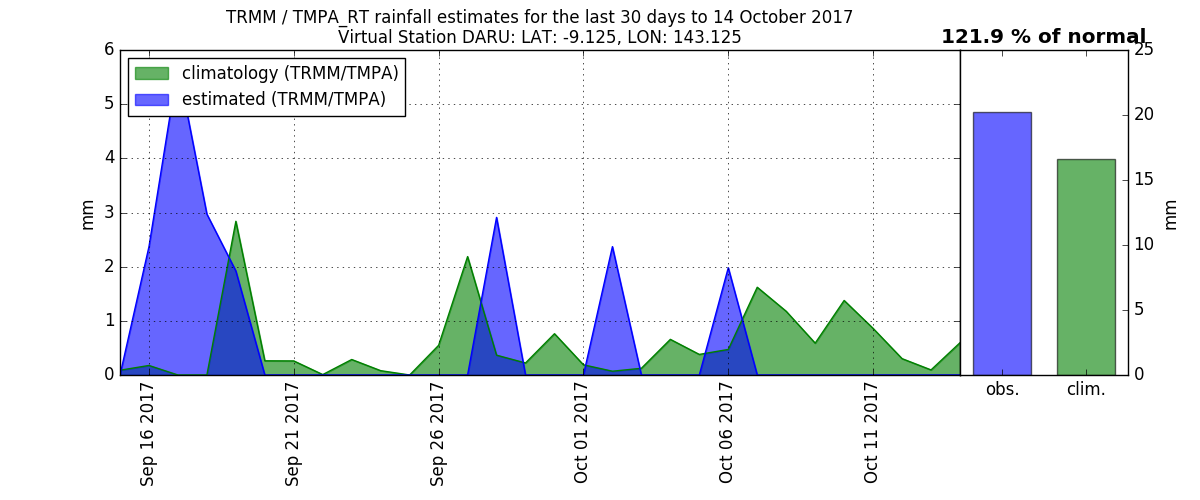 TRMM / TMPA_RT rainfall estimates for the last 30 days to 14 October 2017
Virtual Station DARU: LAT: -9.125, LON: 143.125
121.9 % of normal
climatology (TRMM/TMPA)
estimated (TRMM/TMPA)
6
5
4
3
2
1
0
mm
Sep 16 2017
Sep 21 2017
Sep 26 2017
Oct 01 2017
Oct 06 2017
Oct 11 2017
25
20
15
10
5
0
mm
obs.
clim.